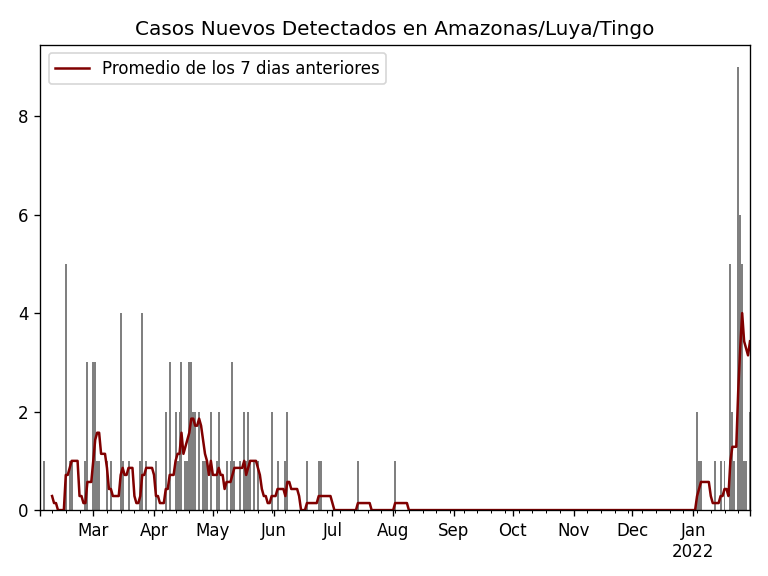 Casos Nuevos Detectados en Amazonas/Luya/Tingo
Promedio de los 7 dias anteriores
8
6
4
2
0
Mar Apr May Jun Jul Aug Sep Oct Nov Dec Jan
2022